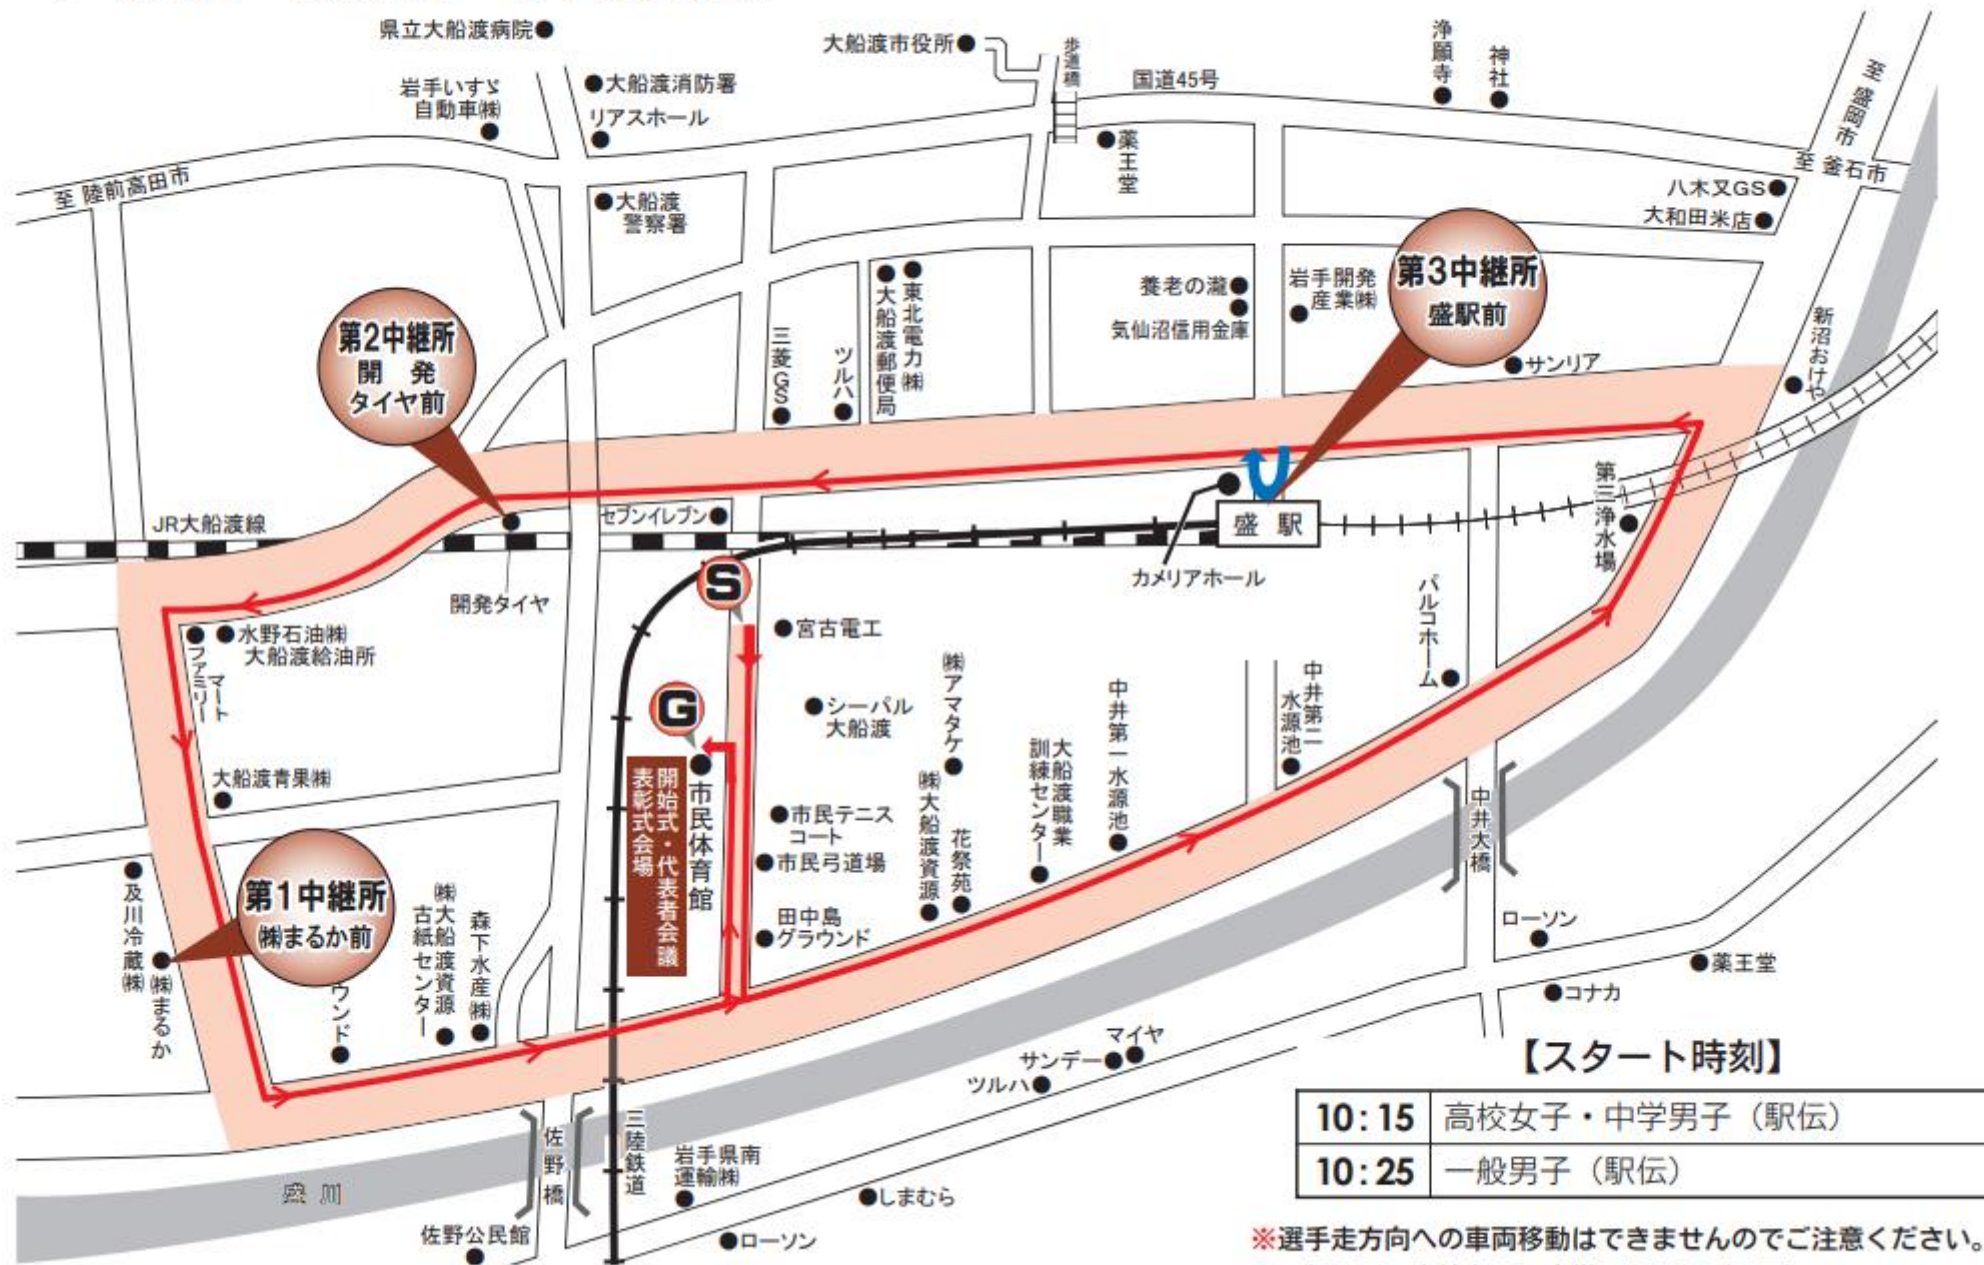 県立大船渡病院
大船渡市役所
歩道橋
国道45号
浄願寺
神社
至 盛岡市
至 釜石市
岩手いすゞ
自動車㈱
大船渡消防署
リアスホール
薬王堂
至 陸前高田市
大船渡
警察署
八木又GS
大和田米店
第2中継所
開 発
タイヤ前
三菱GS
ツルハ
大船渡郵便局
東北電力㈱
養老の瀧
気仙沼信用金庫
岩手開発
産業㈱
第3中継所
盛駅前
サンリア
新沼おけや
JR大船渡線
開発タイヤ
セブンイレブン
盛 駅
カメリアホール
第三浄水場
S
宮古電工
パルコホーム
水野石油㈱
大船渡給油所
ファミリー
マート
G
シーパル
大船渡
㈱アマタケ
中井第一水源池
中井第二
水源池
大船渡青果㈱
市民体育館
開始式・代表者会議
表彰式会場
市民テニス
コート
市民弓道場
㈱大船渡資源
花祭苑
大船渡職業
訓練センター
中井大橋
及川冷蔵㈱
㈱まるか
第1中継所
㈱まるか前
ウンド
㈱大船渡資源
古紙センター
森下水産㈱
田中島
グラウンド
ローソン
薬王堂
コナカ
マイヤ
サンデー
ツルハ
盛川
佐野橋
三陸鉄道
岩手県南
運輸㈱
しまむら
佐野公民館
ローソン
【スタート時刻】
10:15 高校女子・中学男子（駅伝）
10:25 一般男子（駅伝）
※選手走方向への車両移動はできませんのでご注意ください。